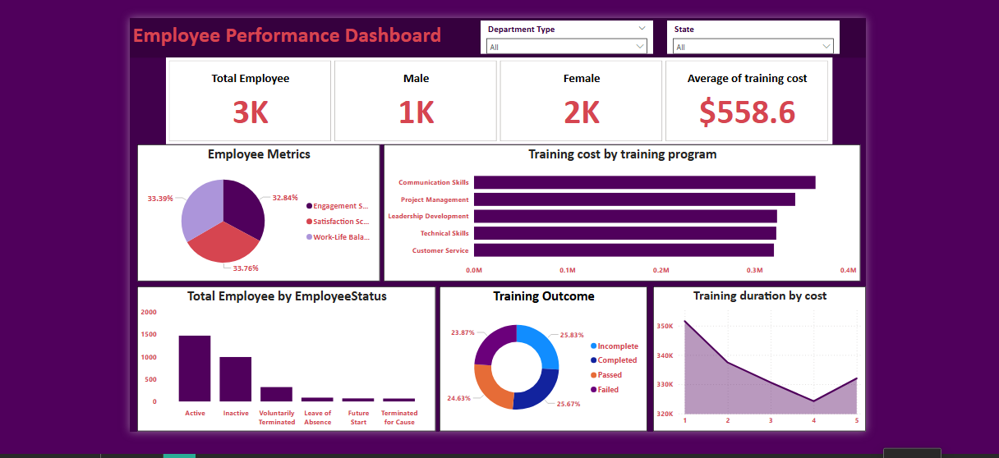 Employee Performance Dashboard
Department Type
All
State
All
Total Employee
3K
Male
1K
Female
2K
Average of training cost
$558.6
Employee Metrics
33.39%
32.84%
33.76%
Engagement S...
Satisfaction Sc...
Work-Life Bala...
Training cost by training program
Communication Skills
Project Management
Leadership Development
Technical Skills
Customer Service
0.0M 0.1M 0.2M 0.3M 0.4M
Total Employee by EmployeeStatus
2000
1500
1000
500
0
Active Inactive Voluntarily Leave of Future Terminated
Terminated Absence Start for Cause
Training Outcome
23.87%
25.83%
24.63%
25.67%
Incomplete
Completed
Passed
Failed
Training duration by cost
350K
340K
330K
320K
1 2 3 4 5